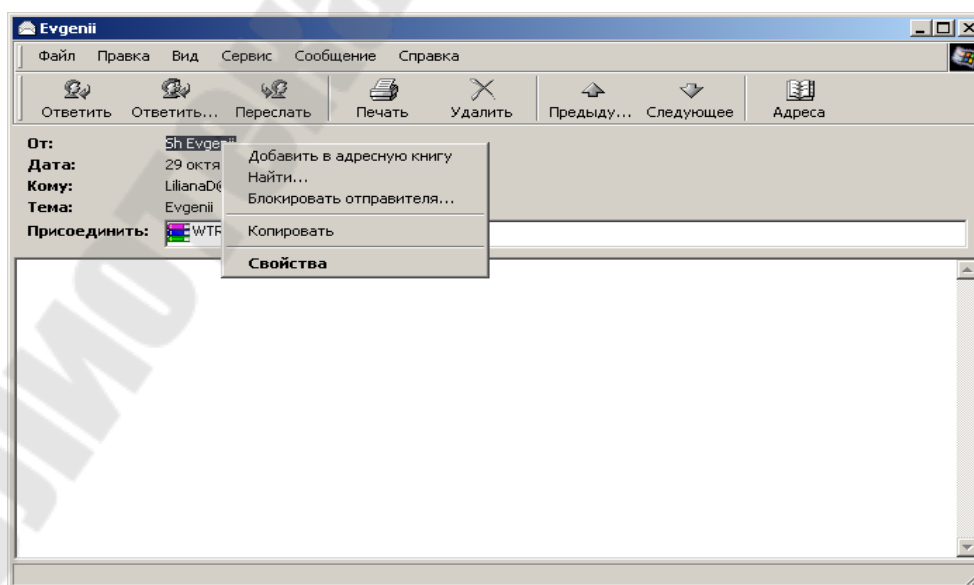 Evgenii
Файл Правка Вид Сервис Сообщение Справка
Ответить Ответить... Переслать Печать Удалить Предыду... Следующее Адреса
От: Sh Evgenii
Дата: 29 октя
Кому: LilianaD@
Тема: Evgenii
Присоединить: WTR
Добавить в адресную книгу
Найти...
Блокировать отправителя...
Копировать
Свойства